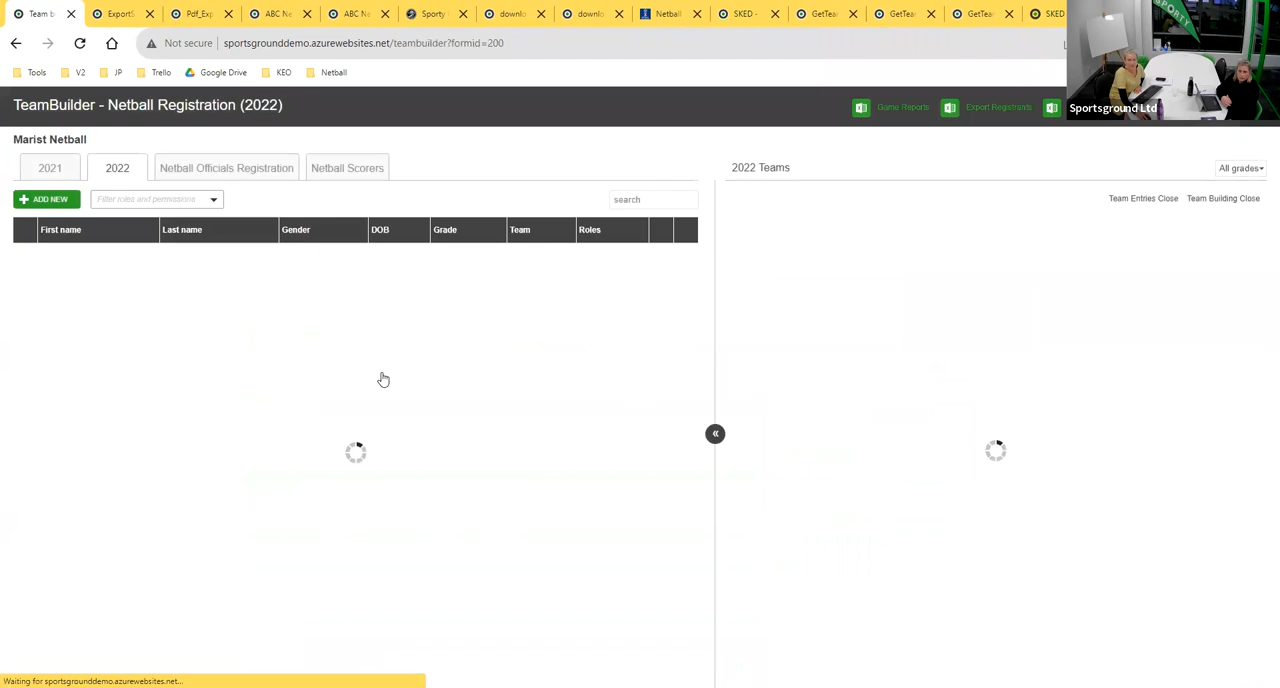 Team b
ExportS
Pdf_Exp
ABC Ne
ABC Ne
Sporty
downlo
downlo
Netball
SKED -
GetTea
GetTea
GetTea
SKED
Not secure
sportsgrounddemo.azurewebsites.net/teambuilder?formid=200
Tools
V2
JP
Trello
Google Drive
KEO
Netball
SPORTY
Sportsground Ltd
TeamBuilder - Netball Registration (2022)
Game Reports
Export Registrants
Marist Netball
2021
2022
Netball Officials Registration
Netball Scorers
2022 Teams
All grades
ADD NEW
Filter roles and permissions
search
Team Entries Close
Team Building Close
First name
Last name
Gender
DOB
Grade
Team
Roles
Waiting for sportsgrounddemo.azurewebsites.net...